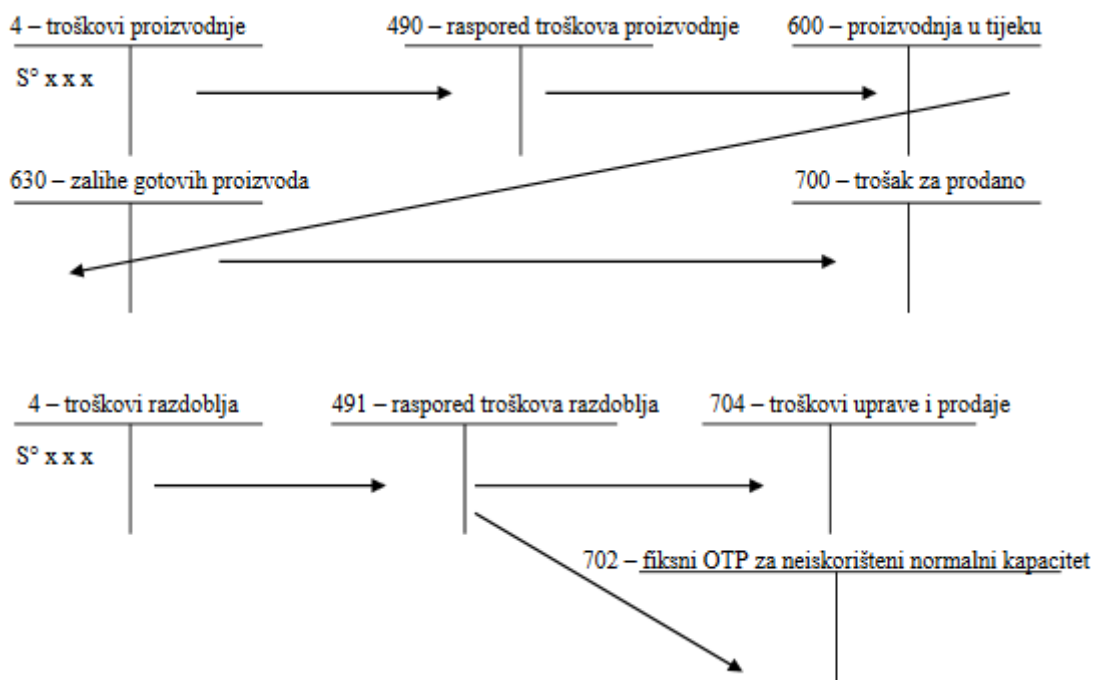 4 – troškovi proizvodnje
490 – raspored troškova proizvodnje
600 – proizvodnja u tijeku
S° x x x
630 – zalihe gotovih proizvoda
700 – trošak za prodano
4 – troškovi razdoblja
491 – raspored troškova razdoblja
704 – troškovi uprave i prodaje
S° x x x
702 – fiksni OTP za neiskorišteni normalni kapacitet